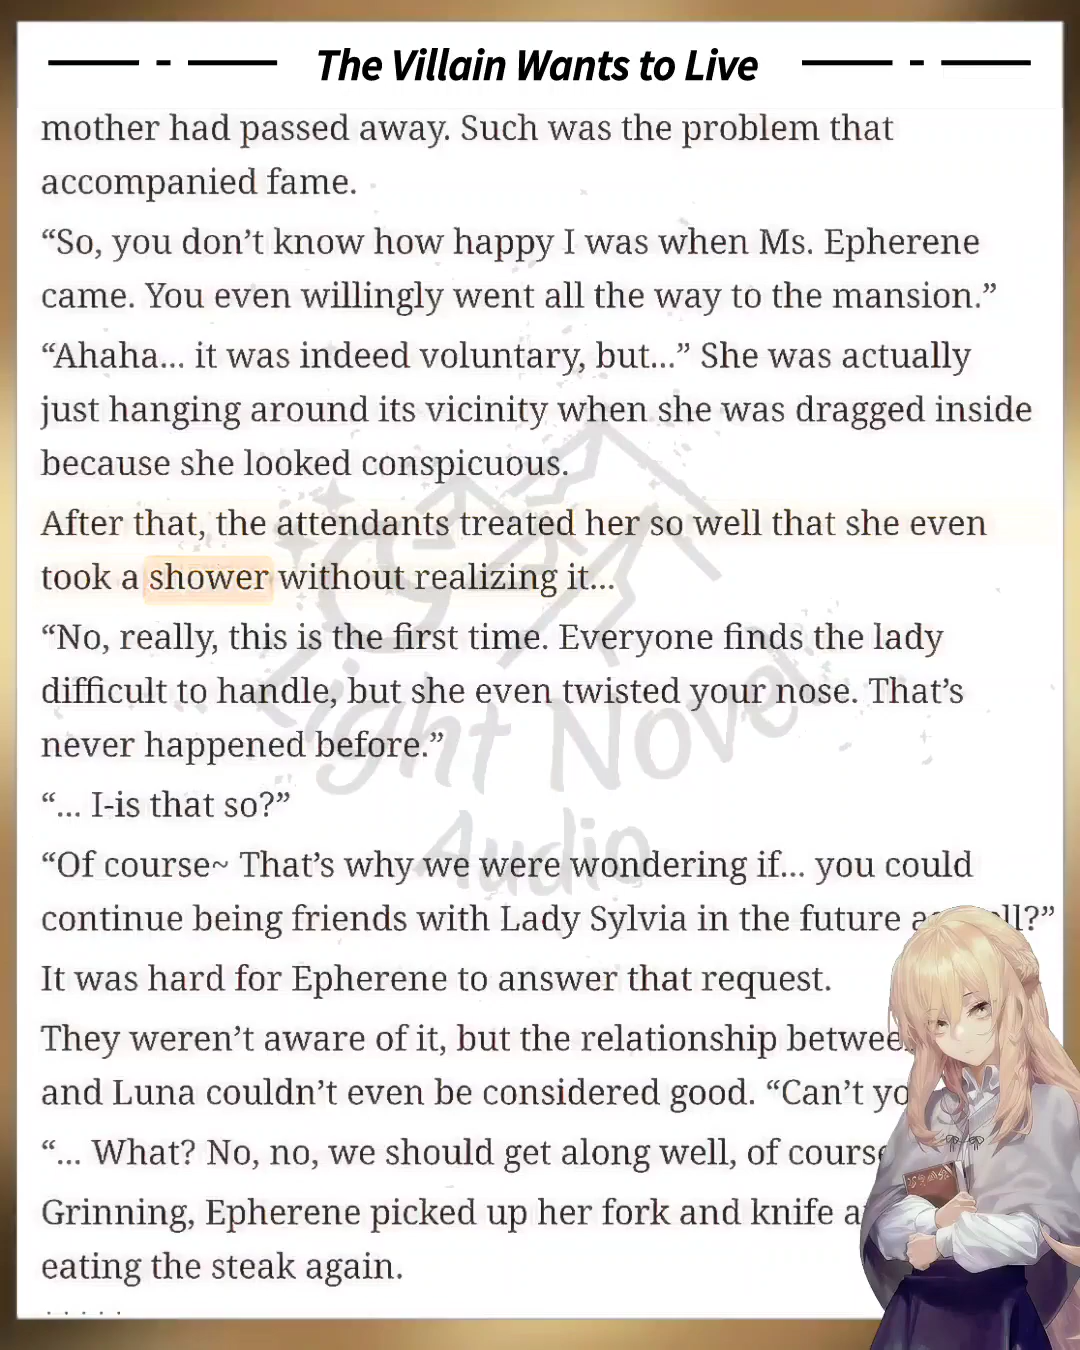 The Villain Wants to Live
mother had passed away. Such was the problem that
accompanied fame.
“So, you don’t know how happy I was when Ms. Epherene
came. You even willingly went all the way to the mansion.”
“Ahaha... it was indeed voluntary, but...” She was actually
just hanging around its vicinity when she was dragged inside
because she looked conspicuous.
After that, the attendants treated her so well that she even
took a shower without realizing it...
“No, really, this is the first time. Everyone finds the lady
difficult to handle, but she even twisted your nose. That’s
never happened before.”
“... I-is that so?”
“Of course~ That’s why we were wondering if... you could
continue being friends with Lady Sylvia in the future
It was hard for Epherene to answer that request.
They weren’t aware of it, but the relationship
and Luna couldn’t even be considered good. “Can’t
“... What? No, no, we should get along well, of
Grinning, Epherene picked up her fork and knife
eating the steak again.
Light Novel
Audio